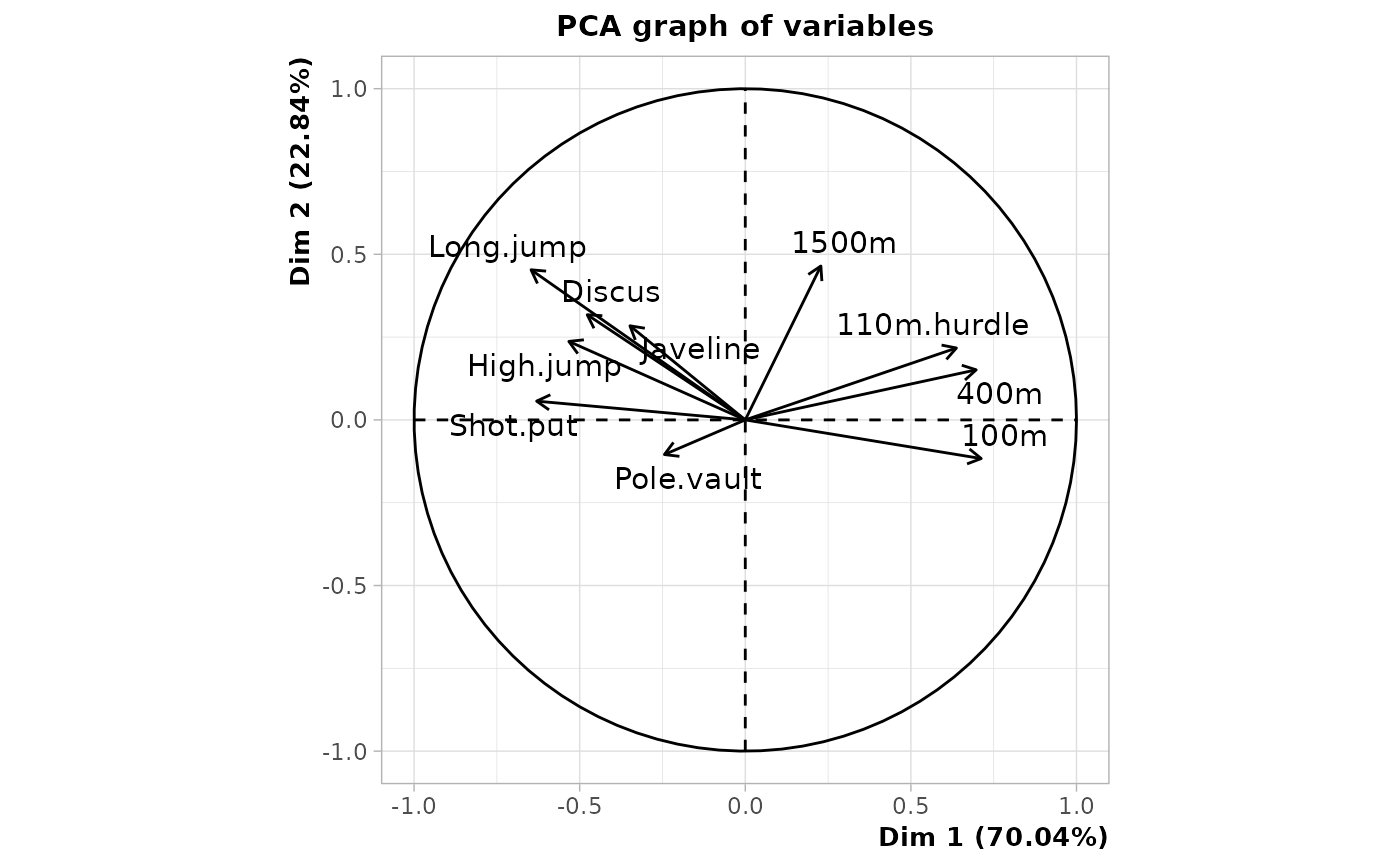 PCA graph of variables
Dim 2 (22.84%)
1.0
0.5
0.0
-0.5
-1.0
Long.jump
1500m
Discus
110m.hurdle
Javeline
High.jump
400m
Shot.put
100m
Pole.vault
-1.0
-0.5
0.0
0.5
1.0
Dim 1 (70.04%)